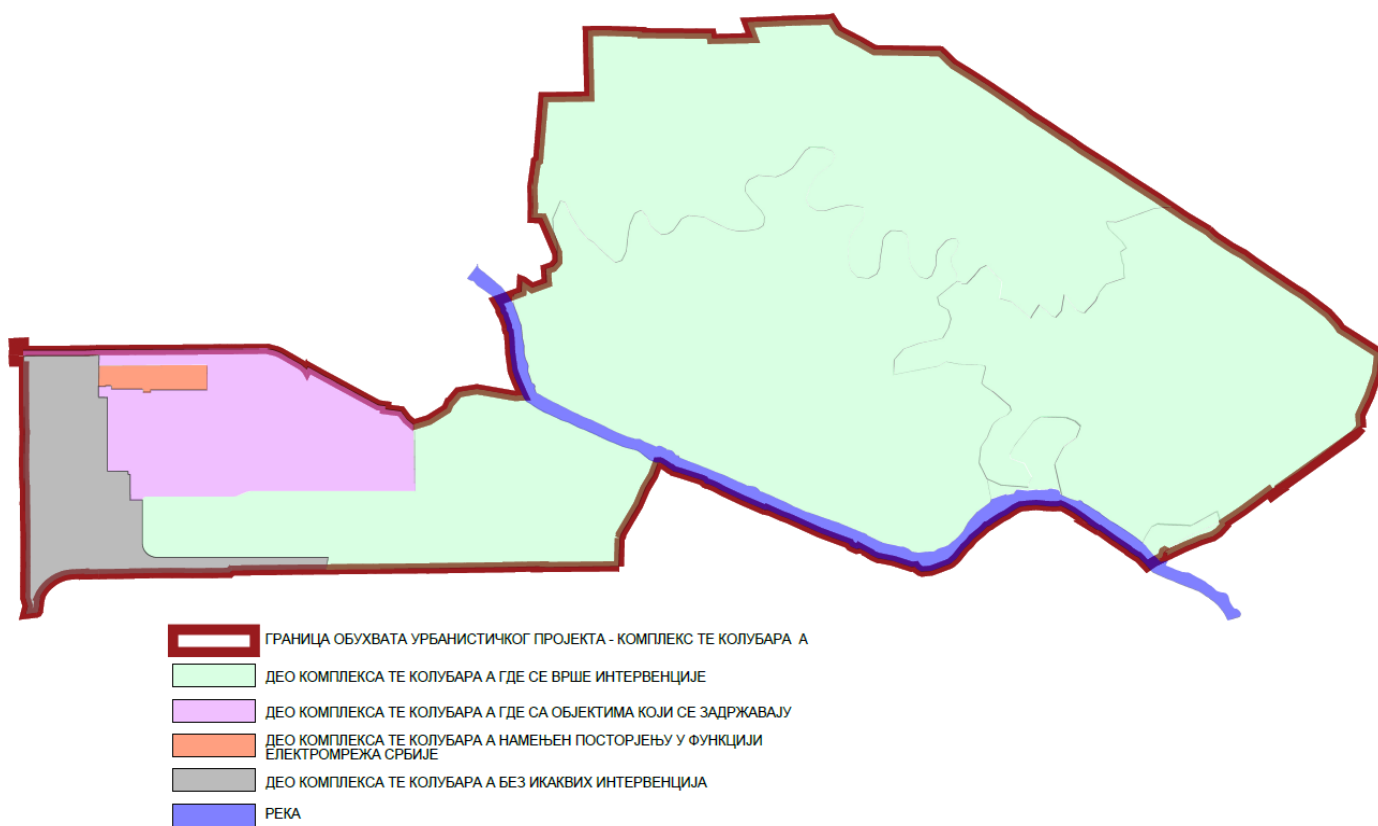 ГРАНИЦА ОБУХВАТА УРБАНИСТИЧКОГ ПРОЈЕКТА - КОМПЛЕКС ТЕ КОЛУБАРА А
ДЕО КОМПЛЕКСА ТЕ КОЛУБАРА А ГДЕ СЕ ВРШЕ ИНТЕРВЕНЦИЈЕ
ДЕО КОМПЛЕКСА ТЕ КОЛУБАРА А ГДЕ СА ОБЈЕКТИМА КОЈИ СЕ ЗАДРЖАВАЈУ
ДЕО КОМПЛЕКСА ТЕ КОЛУБАРА А НАМЕЊЕН ПОСТОРЈЕЊУ У ФУНКЦИЈИ
ЕЛЕКТРОМРЕЖА СРБИЈЕ
ДЕО КОМПЛЕКСА ТЕ КОЛУБАРА А БЕЗ ИКАКВИХ ИНТЕРВЕНЦИЈА
РЕКА